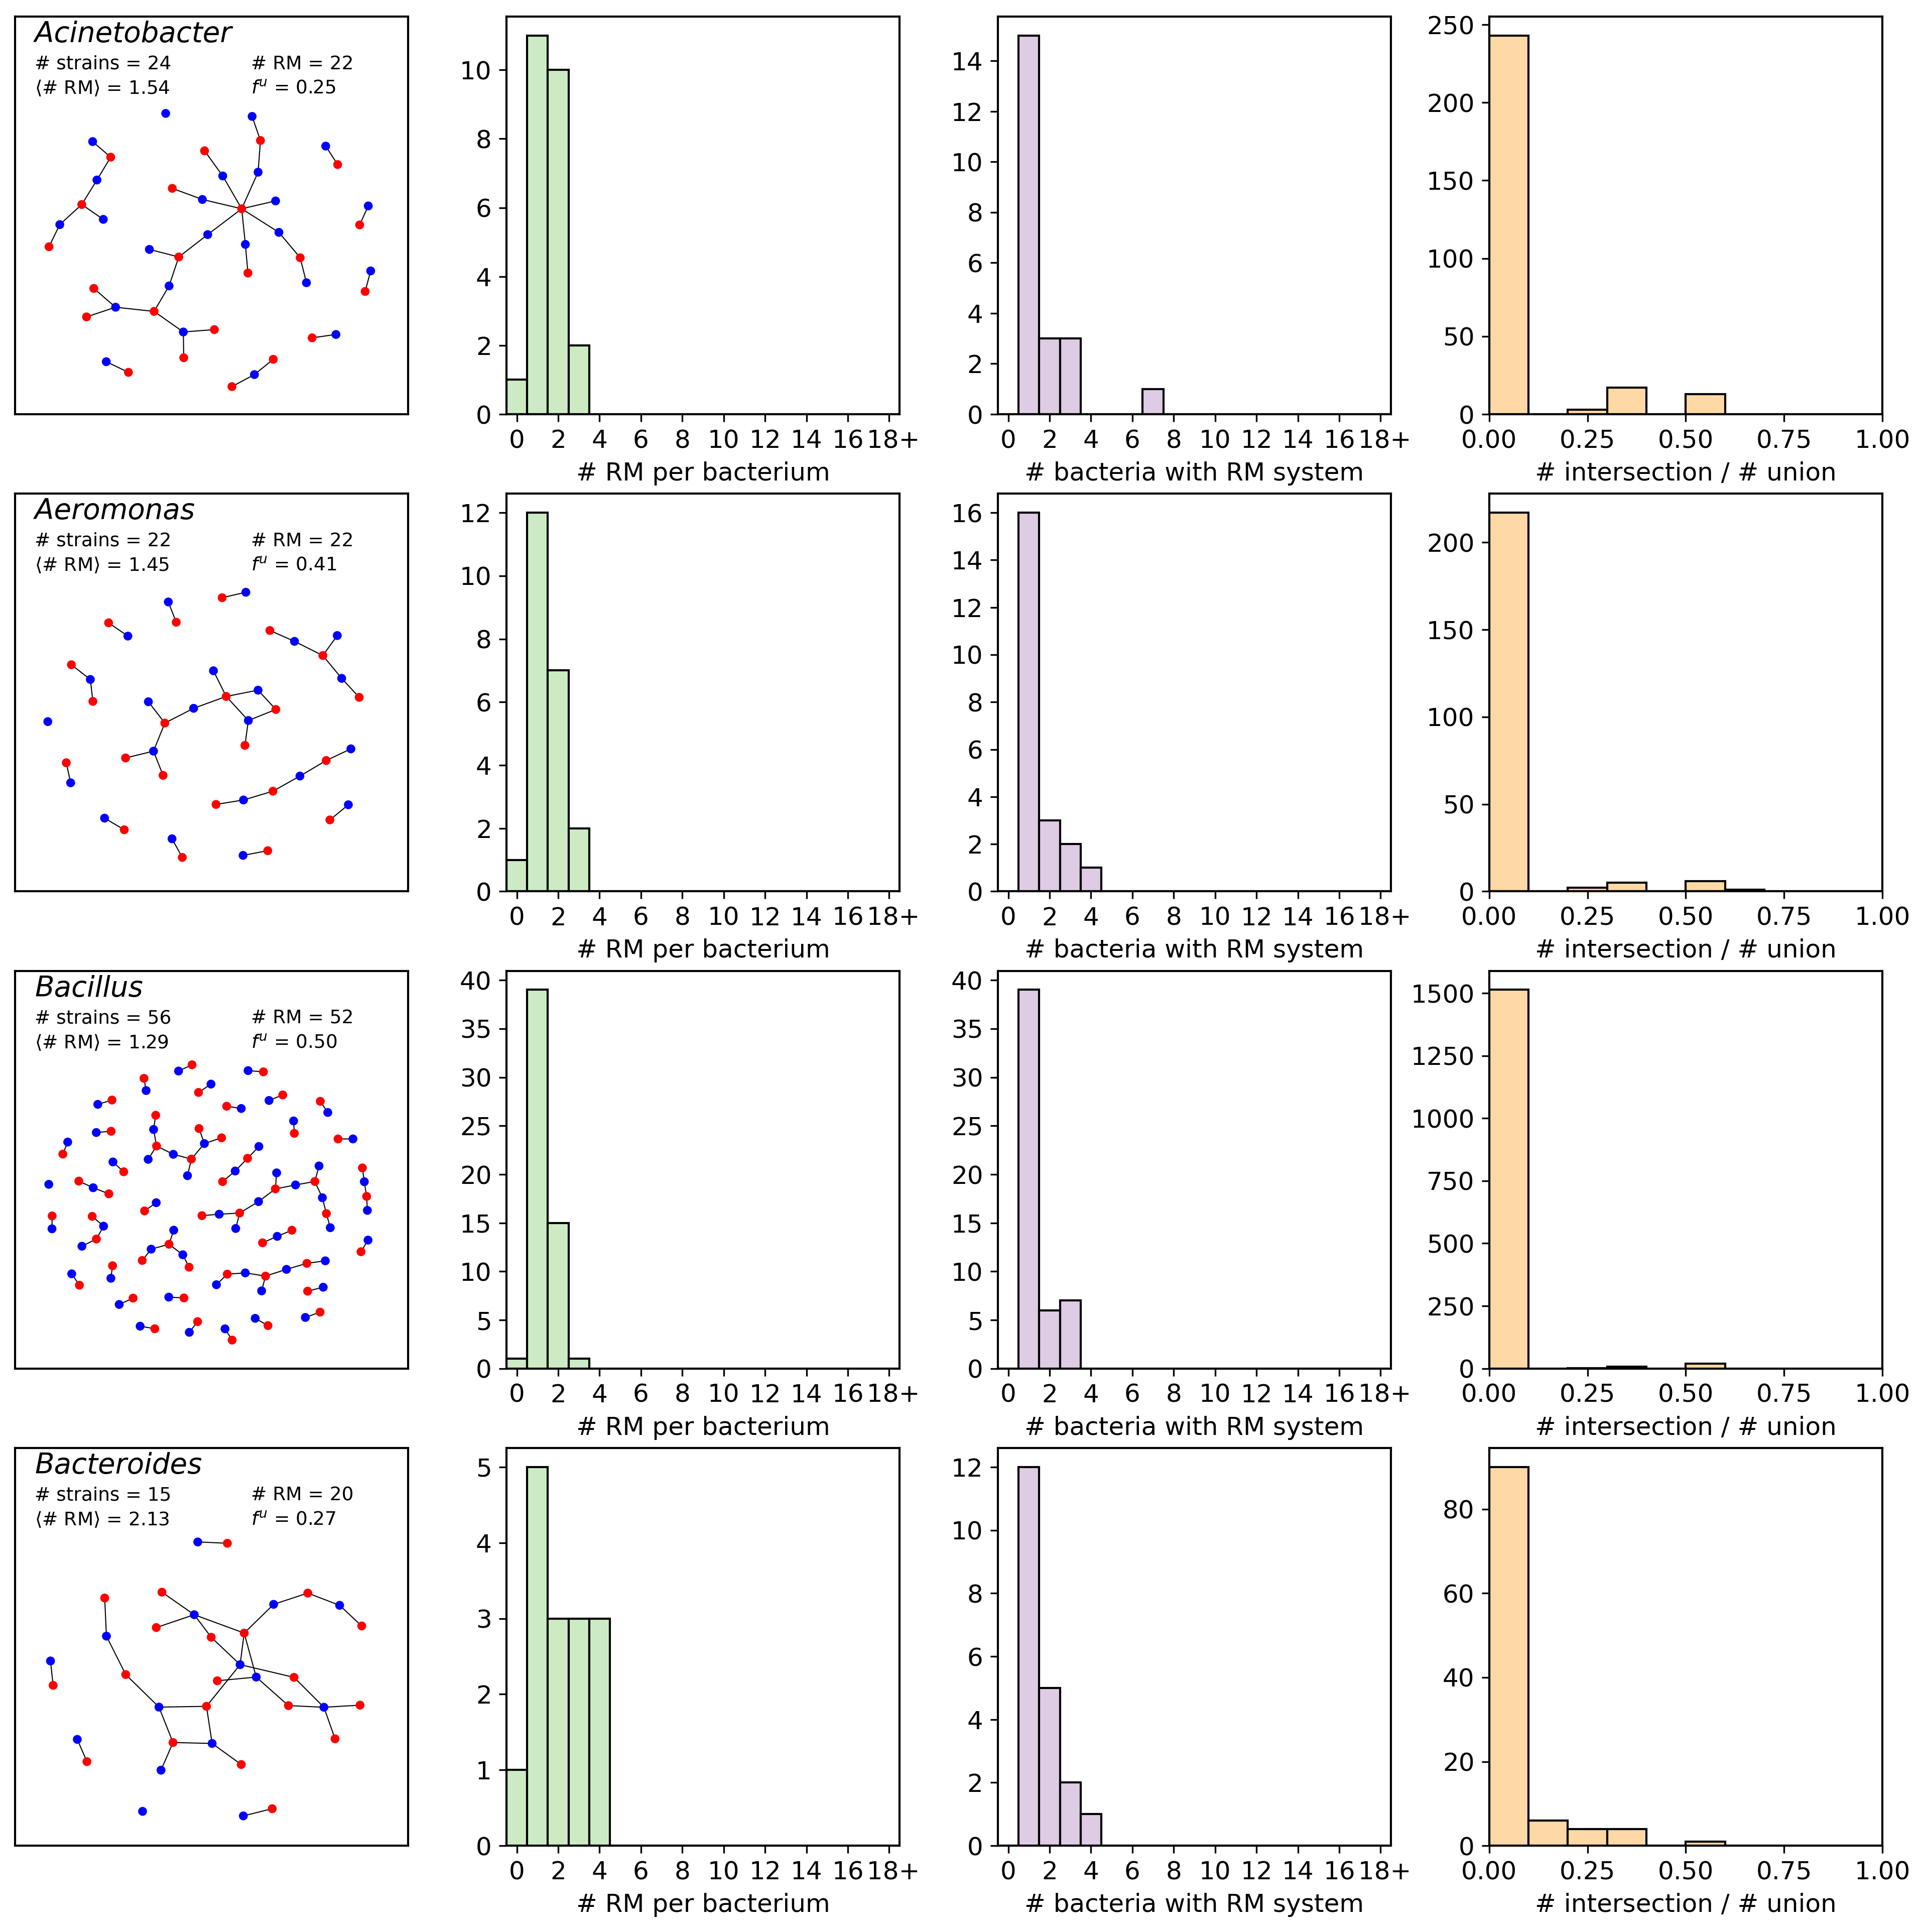 Acinetobacter
# strains = 24 # RM = 22
⟨# RM⟩ = 1.54 fᵘ = 0.25
0 2 4 6 8 10
0 2 4 6 8 10 12 14 16 18+
# RM per bacterium
0 2 4 6 8 10 12 14
0 2 4 6 8 10 12 14 16 18+
# bacteria with RM system
0 50 100 150 200 250
0.00 0.25 0.50 0.75 1.00
# intersection / # union
Aeromonas
# strains = 22 # RM = 22
⟨# RM⟩ = 1.45 fᵘ = 0.41
0 2 4 6 8 10 12
0 2 4 6 8 10 12 14 16 18+
# RM per bacterium
0 2 4 6 8 10 12 14 16
0 2 4 6 8 10 12 14 16 18+
# bacteria with RM system
0 50 100 150 200
0.00 0.25 0.50 0.75 1.00
# intersection / # union
Bacillus
# strains = 56 # RM = 52
⟨# RM⟩ = 1.29 fᵘ = 0.50
0 5 10 15 20 25 30 35 40
0 2 4 6 8 10 12 14 16 18+
# RM per bacterium
0 5 10 15 20 25 30 35 40
0 2 4 6 8 10 12 14 16 18+
# bacteria with RM system
0 250 500 750 1000 1250 1500
0.00 0.25 0.50 0.75 1.00
# intersection / # union
Bacteroides
# strains = 15 # RM = 20
⟨# RM⟩ = 2.13 fᵘ = 0.27
0 1 2 3 4 5
0 2 4 6 8 10 12 14 16 18+
# RM per bacterium
0 2 4 6 8 10 12
0 2 4 6 8 10 12 14 16 18+
# bacteria with RM system
0 20 40 60 80
0.00 0.25 0.50 0.75 1.00
# intersection / # union